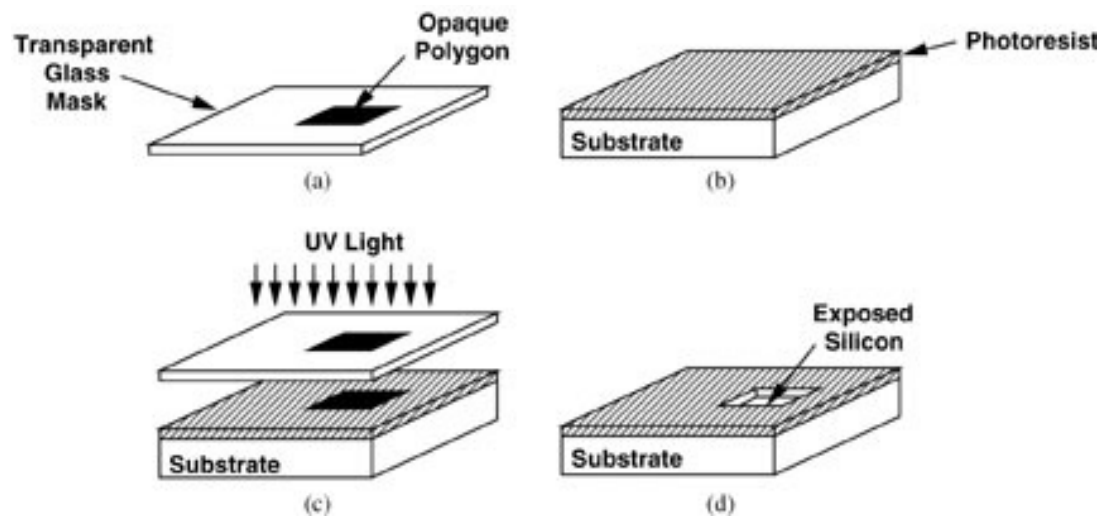 Transparent
Glass
Mask
Opaque
Polygon
(a)
Photoresist
Substrate
(b)
UV Light
Substrate
(c)
Exposed
Silicon
Substrate
(d)